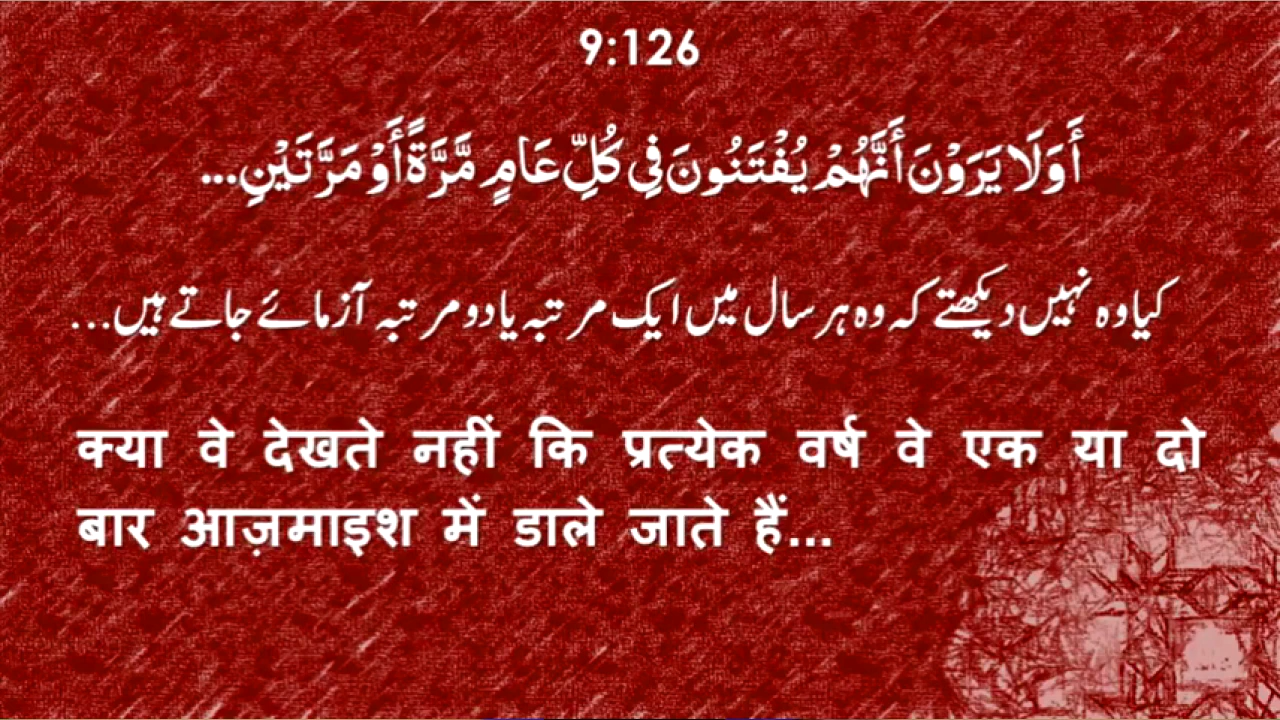 9:126
أَوَلَا يَرَوْنَ أَنَّهُمْ يُفْتَنُونَ فِي كُلِّ عَامٍ مَّرَّةً أَوْ مَرَّتَيْنِ...
کیا وہ نہیں دیکھتے کہ وہ ہر سال میں ایک مرتبہ یا دو مرتبہ آزمائے جاتے ہیں...
क्या वे देखते नहीं कि प्रत्येक वर्ष वे एक या दो
बार आज़माइश में डाले जाते हैं...